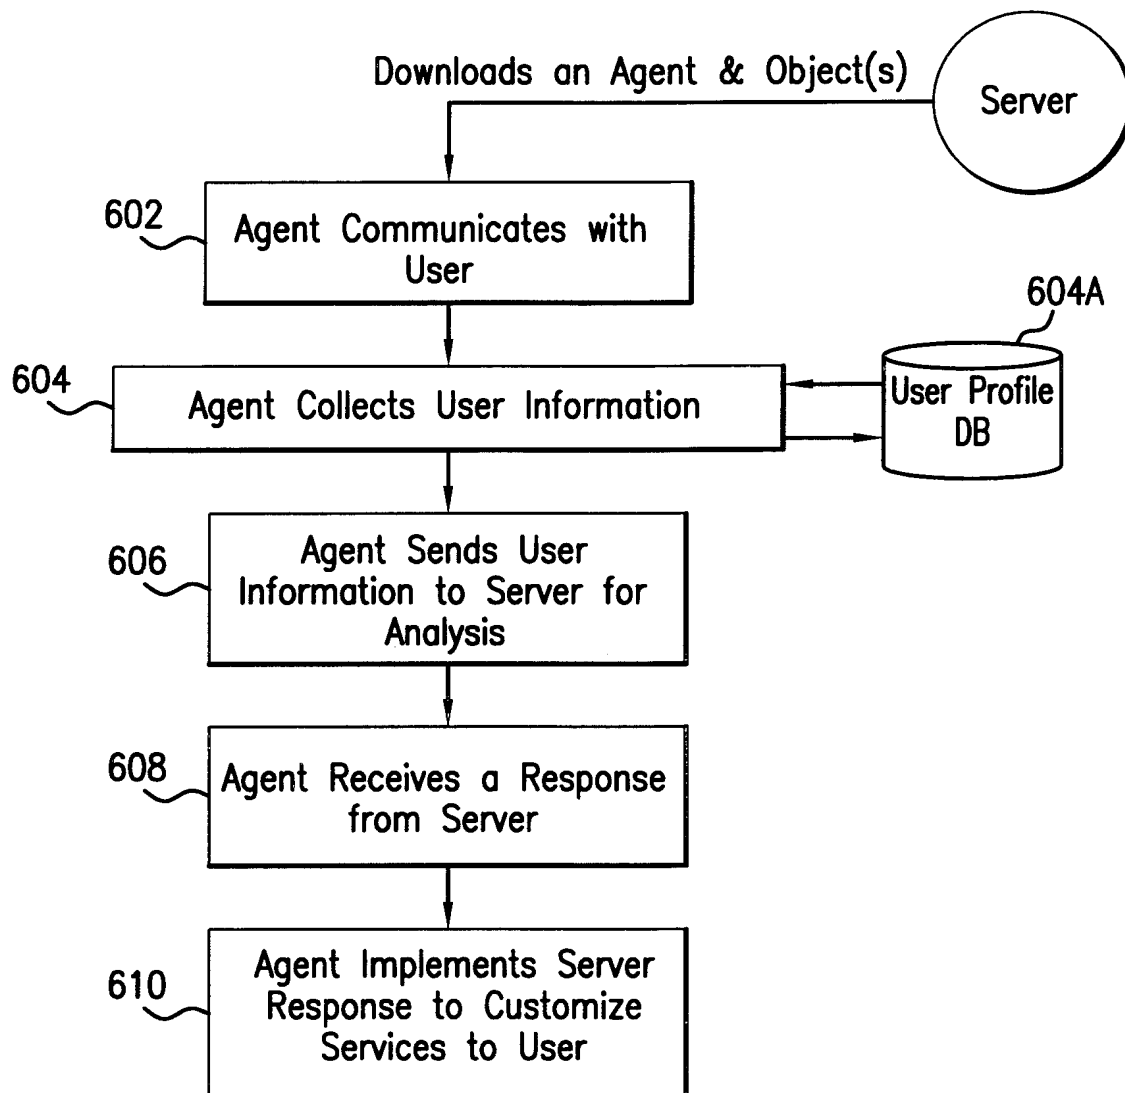 Downloads an Agent & Object(s)
Server
602
Agent Communicates with
User
604A
604
Agent Collects User Information
User Profile
DB
606
Agent Sends User
Information to Server for
Analysis
608
Agent Receives a Response
from Server
610
Agent Implements Server
Response to Customize
Services to User